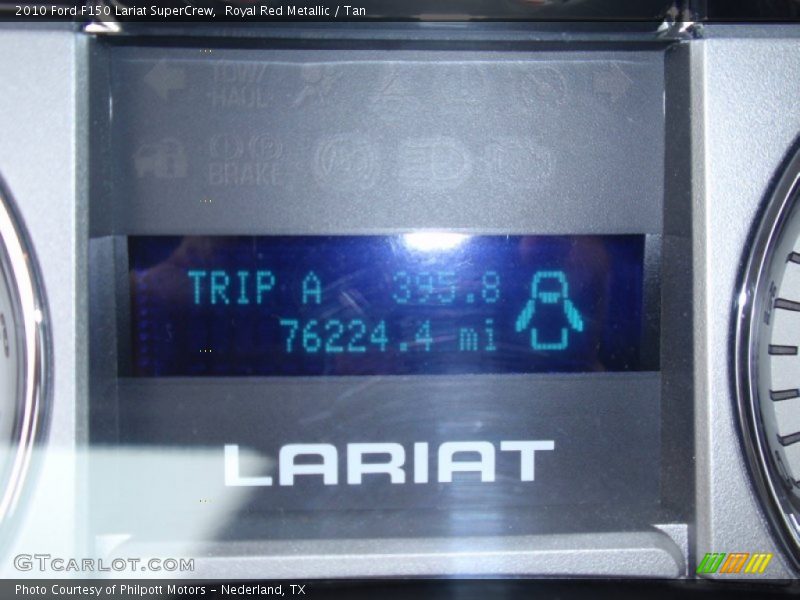 2010 Ford F150 Lariat SuperCrew,  Royal Red Metallic / Tan
TOW/
HAUL
BRAKE
TRIP A 395.8
76224.4 mi
LARIAT
GTCARLOT.COM
Photo Courtesy of Philpott Motors - Nederland, TX